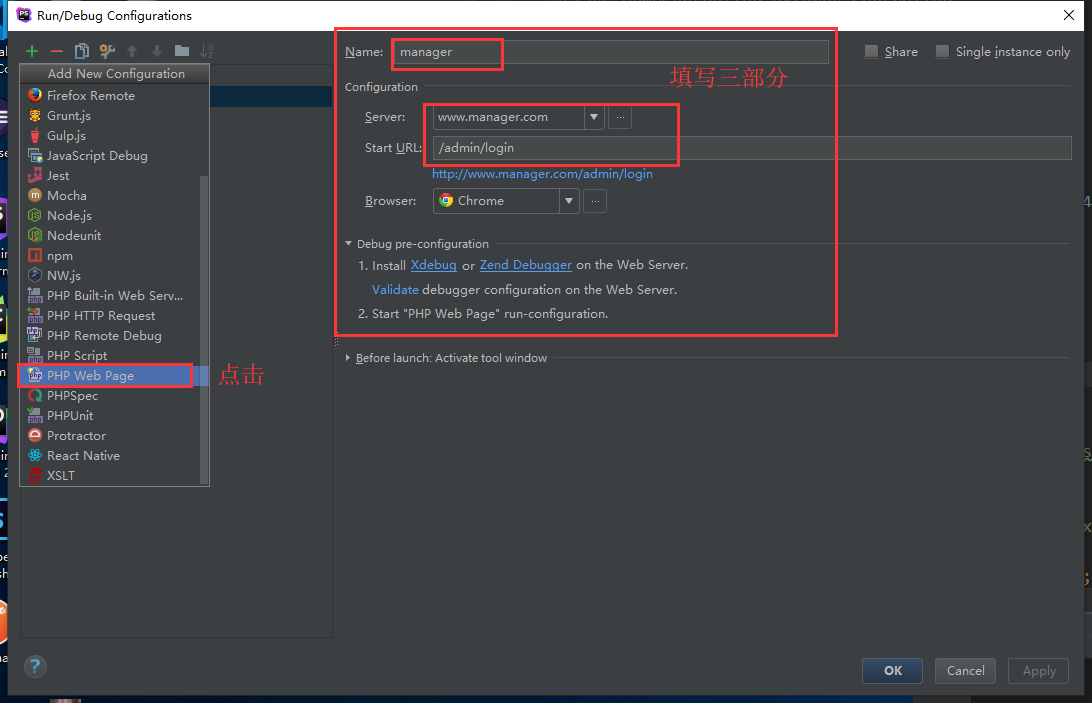 Run/Debug Configurations
Add New Configuration
Firefox Remote
Grunt.js
Gulp.js
JavaScript Debug
Jest
Mocha
Node.js
Nodeunit
npm
NW.js
PHP Built-in Web Serv...
PHP HTTP Request
PHP Remote Debug
PHP Script
PHP Web Page
点击
PHPSpec
PHPUnit
Protractor
React Native
XSLT
Name: manager
Share
Single instance only
填写三部分
Configuration
Server: www.manager.com
Start URL: /admin/login
http://www.manager.com/admin/login
Browser: Chrome
Debug pre-configuration
1. Install Xdebug or Zend Debugger on the Web Server.
Validate debugger configuration on the Web Server.
2. Start "PHP Web Page" run-configuration.
Before launch: Activate tool window
OK
Cancel
Apply